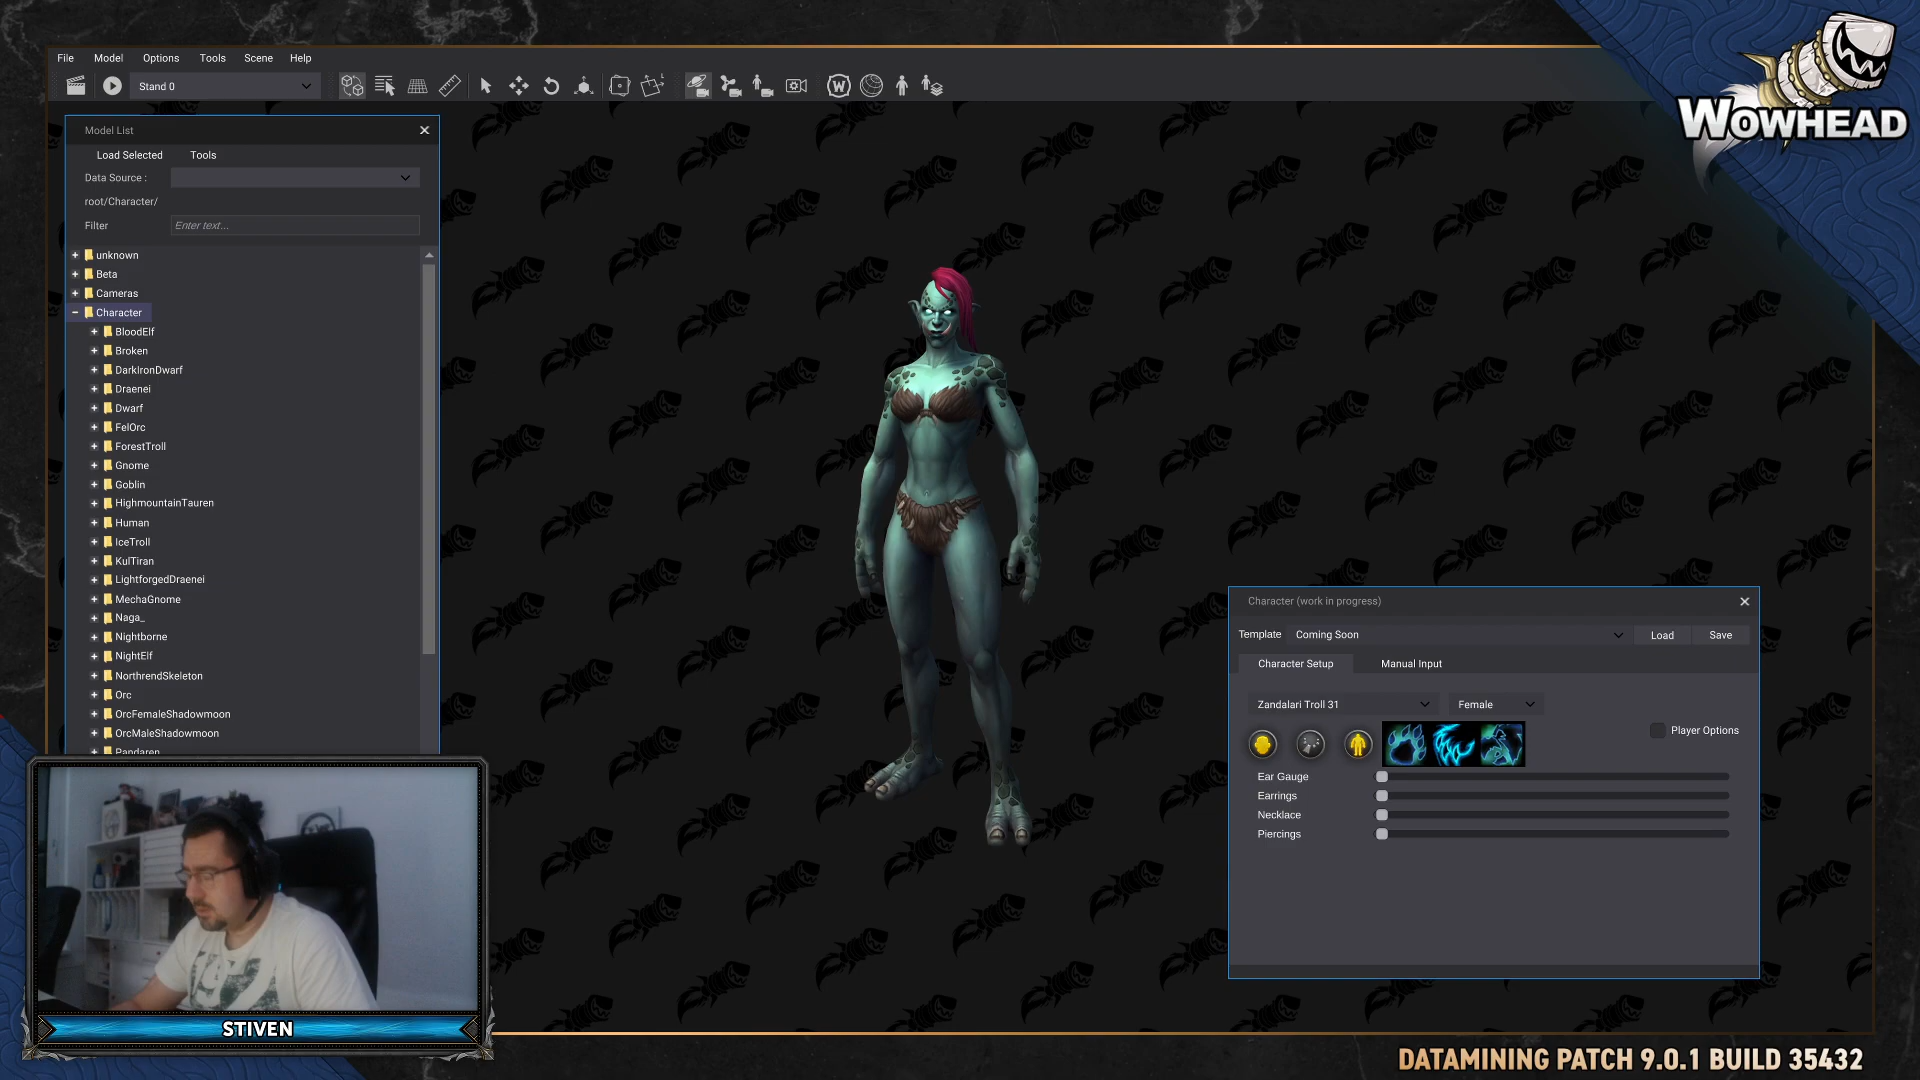 File Model Options Tools Scene Help
Stand 0
WOWHEAD
Model List
Load Selected Tools
Data Source :
root/Character/
Filter Enter text...
unknown
Beta
Cameras
Character
BloodElf
Broken
DarkIronDwarf
Draenei
Dwarf
FelOrc
ForestTroll
Gnome
Goblin
HighmountainTauren
Human
IceTroll
KulTiran
LightforgedDraenei
MechaGnome
Naga_
Nightborne
NightElf
NorthrendSkeleton
Orc
OrcFemaleShadowmoon
OrcMaleShadowmoon
Pandaren
Character (work in progress)
Template Coming Soon Load Save
Character Setup Manual Input
Zandalari Troll 31 Female
Player Options
Ear Gauge
Earrings
Necklace
Piercings
STIVEN
DATAMINING PATCH 9.0.1 BUILD 35432